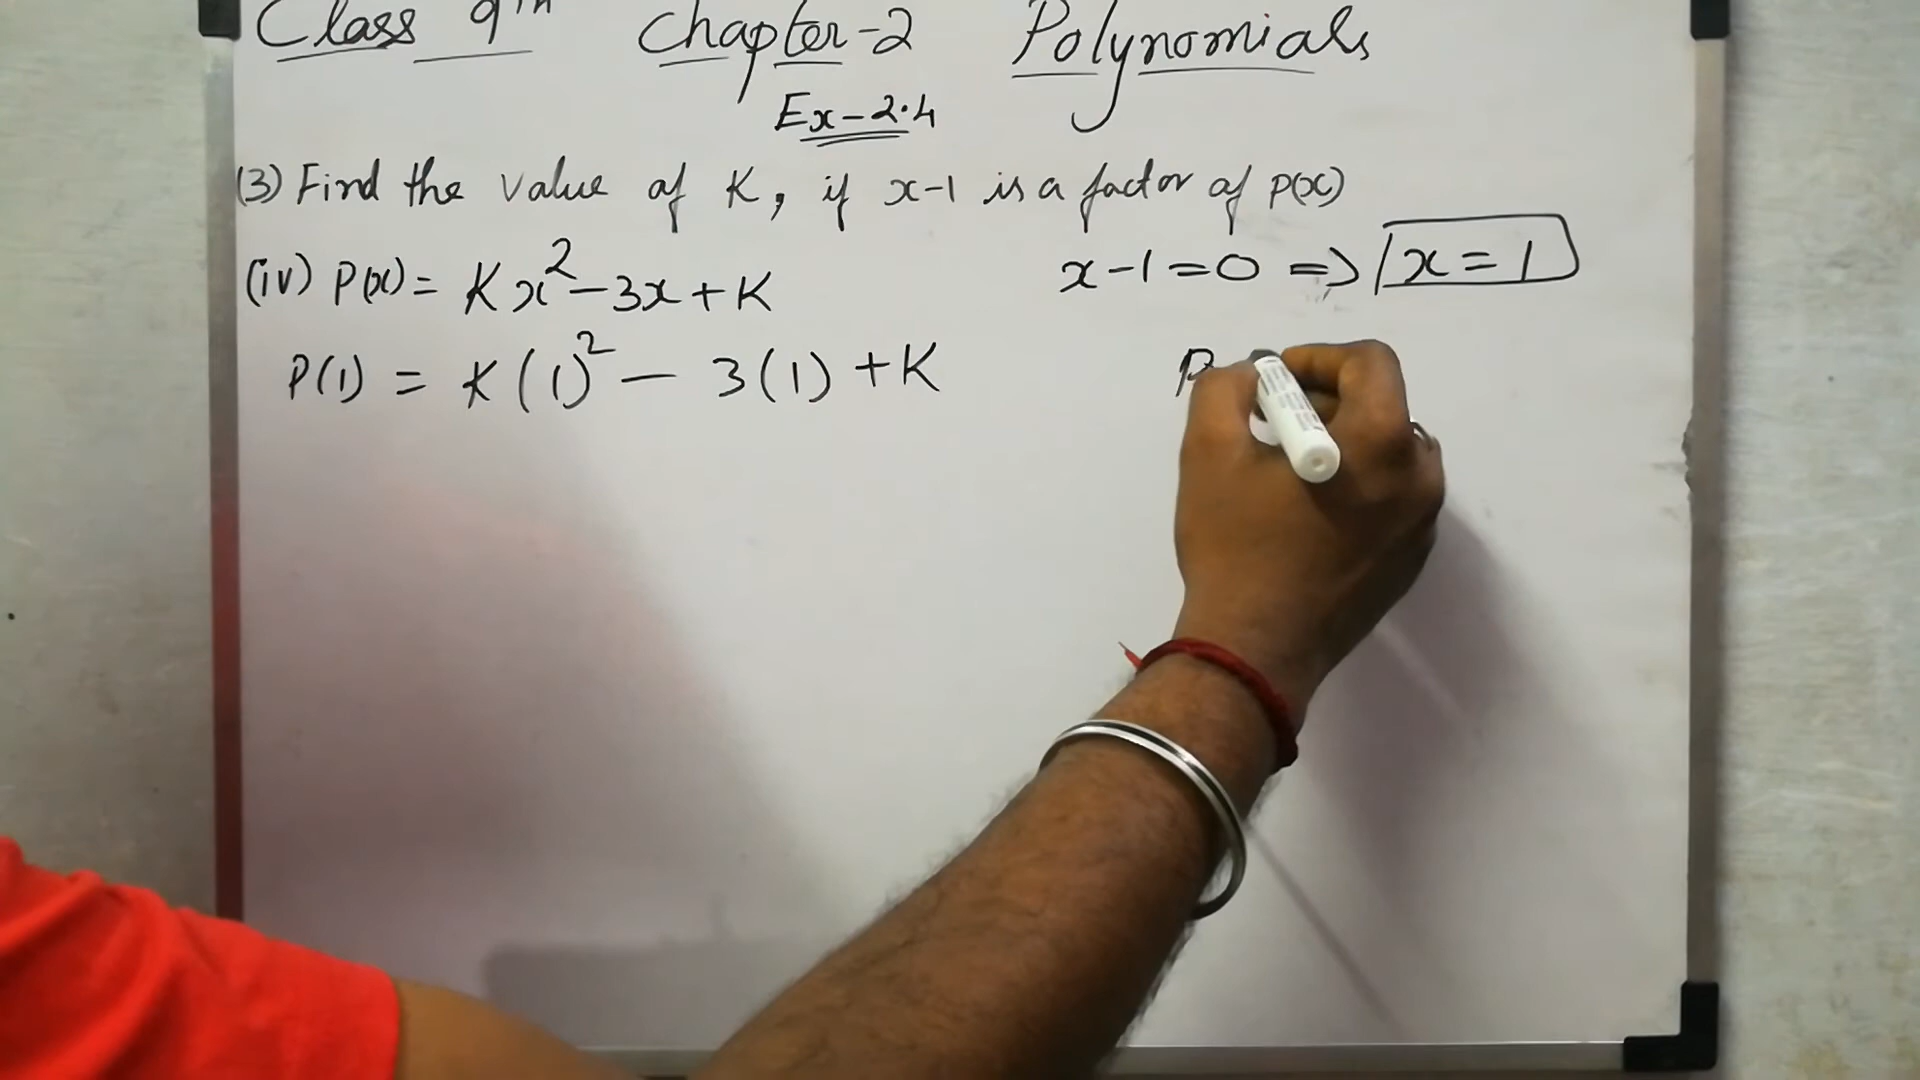 Class 9th Chapter-2 Polynomials
Ex-2.4
(3) Find the value of K, if x-1 is a factor of P(x)
(iv) P(x) = Kx²-3x+K x-1=0 => x=1
P(1) = K(1)² - 3(1) +K P